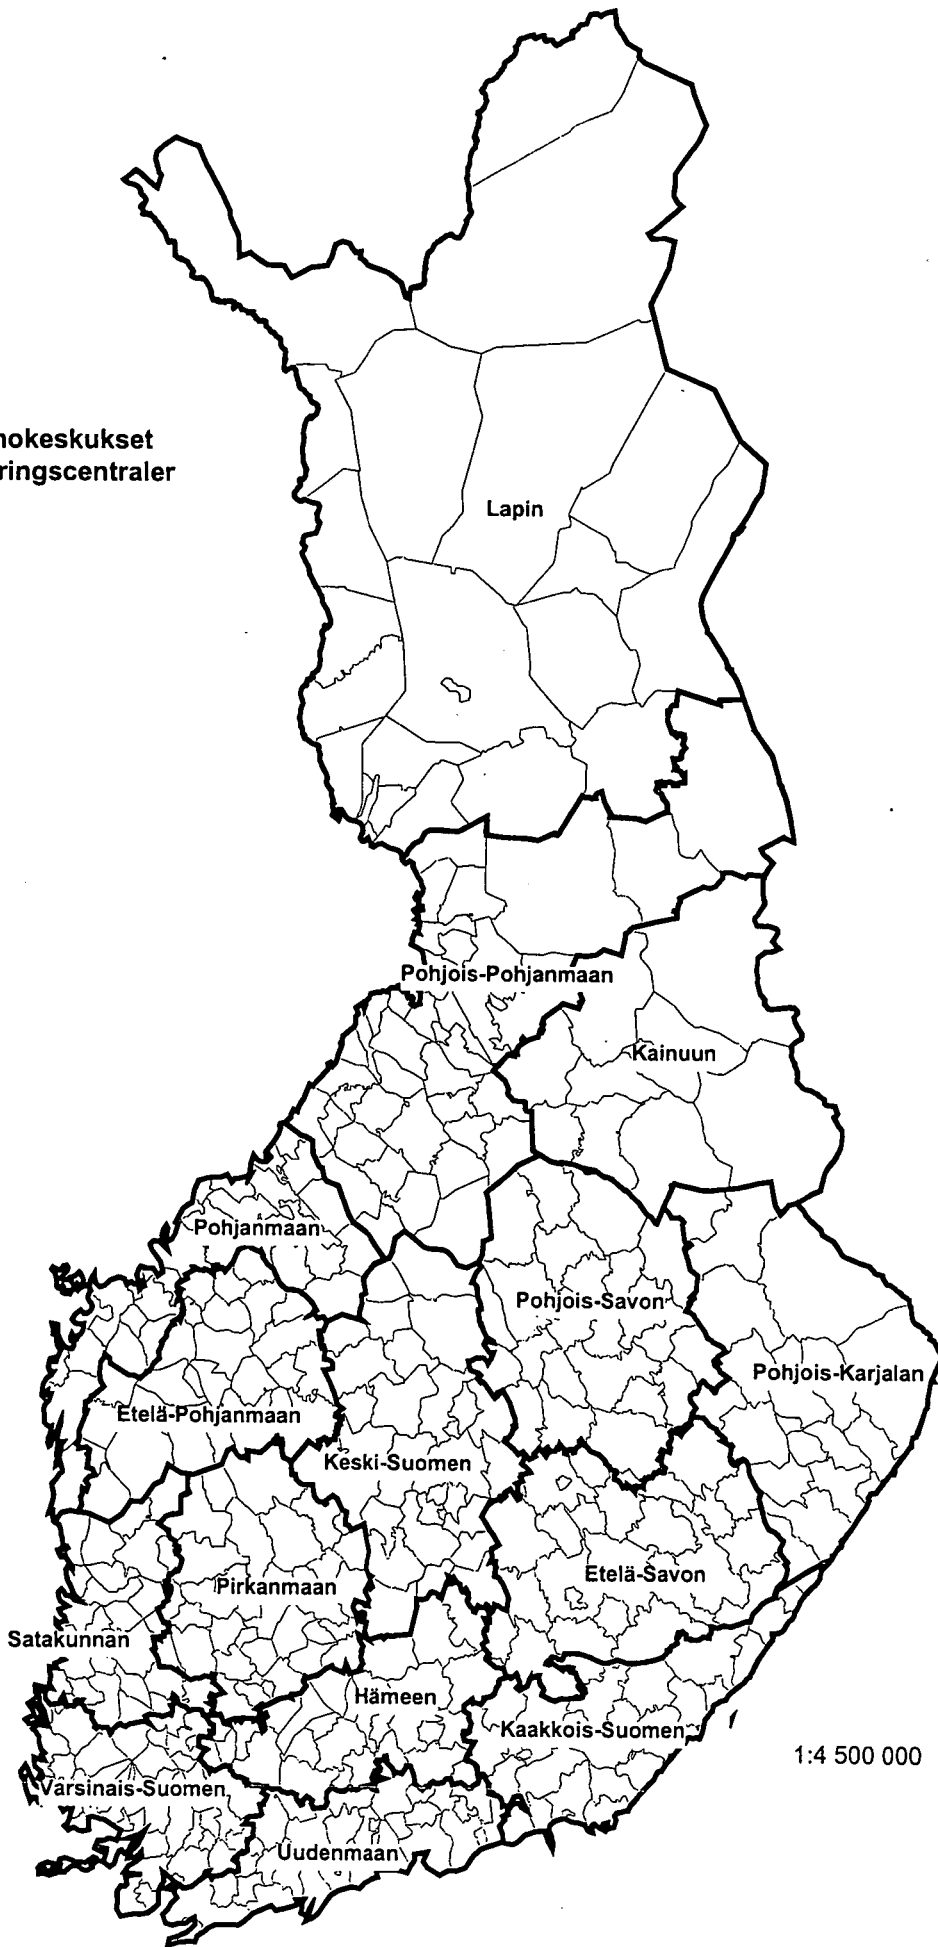 nokeskukset
ringscentraler
Lapin
Pohjois-Pohjanmaan
Kainuun
Pohjanmaan
Pohjois-Savon
Pohjois-Karjalan
Etelä-Pohjanmaan
Keski-Suomen
Etelä-Savon
Pirkanmaan
Satakunnan
Hämeen
Kaakkois-Suomen
1:4 500 000
Varsinais-Suomen
Uudenmaan